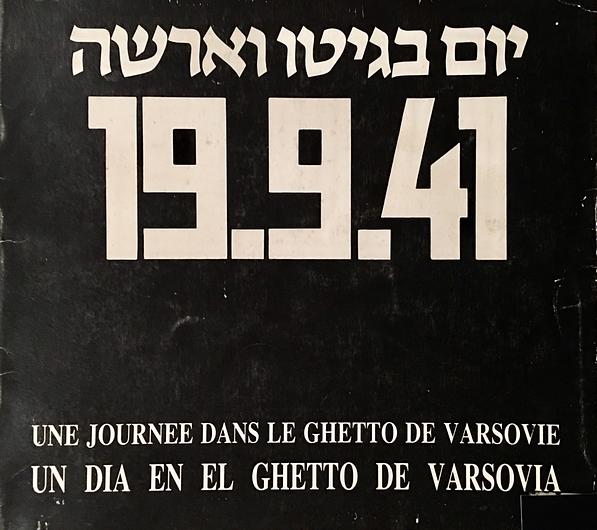 יום בגיטו וארשה
19.9.41
UNE JOURNEE DANS LE GHETTO DE VARSOVIE
UN DIA EN EL GHETTO DE VARSOVIA